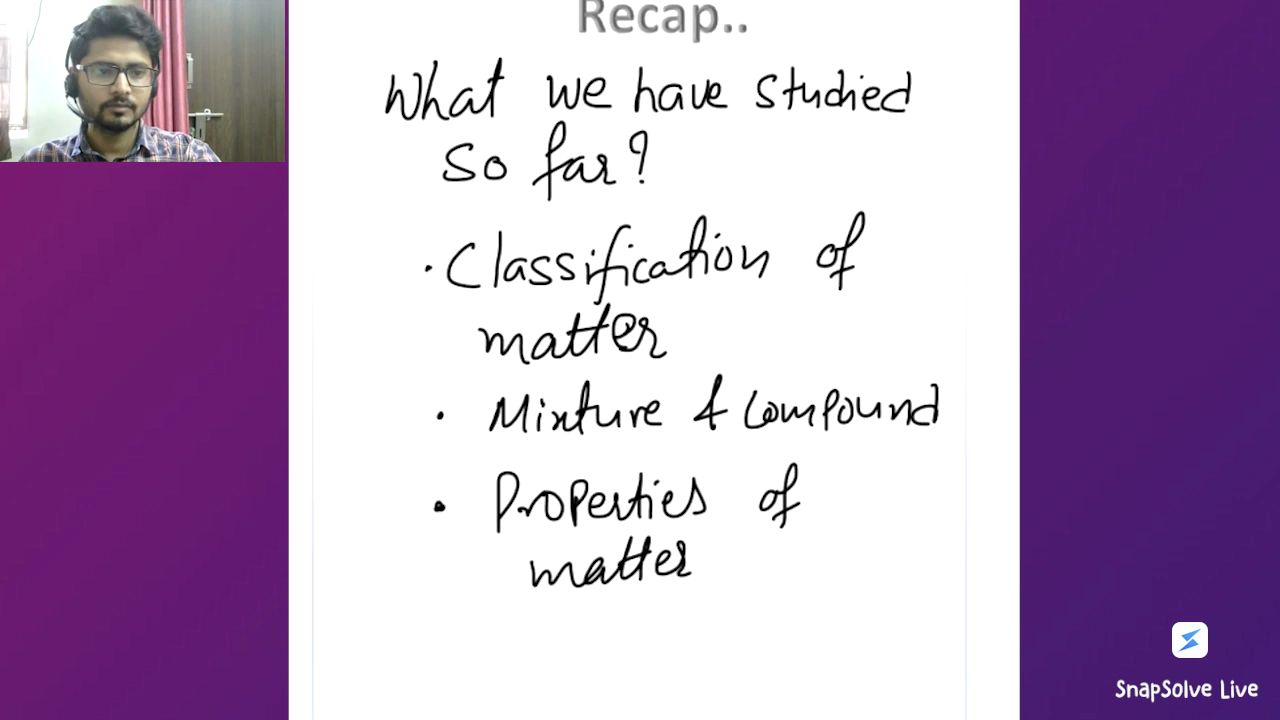 Recap..
What we have studied
so far?
. Classification of
matter
. Mixture & compound
. Properties of
matter
SnapSolve Live